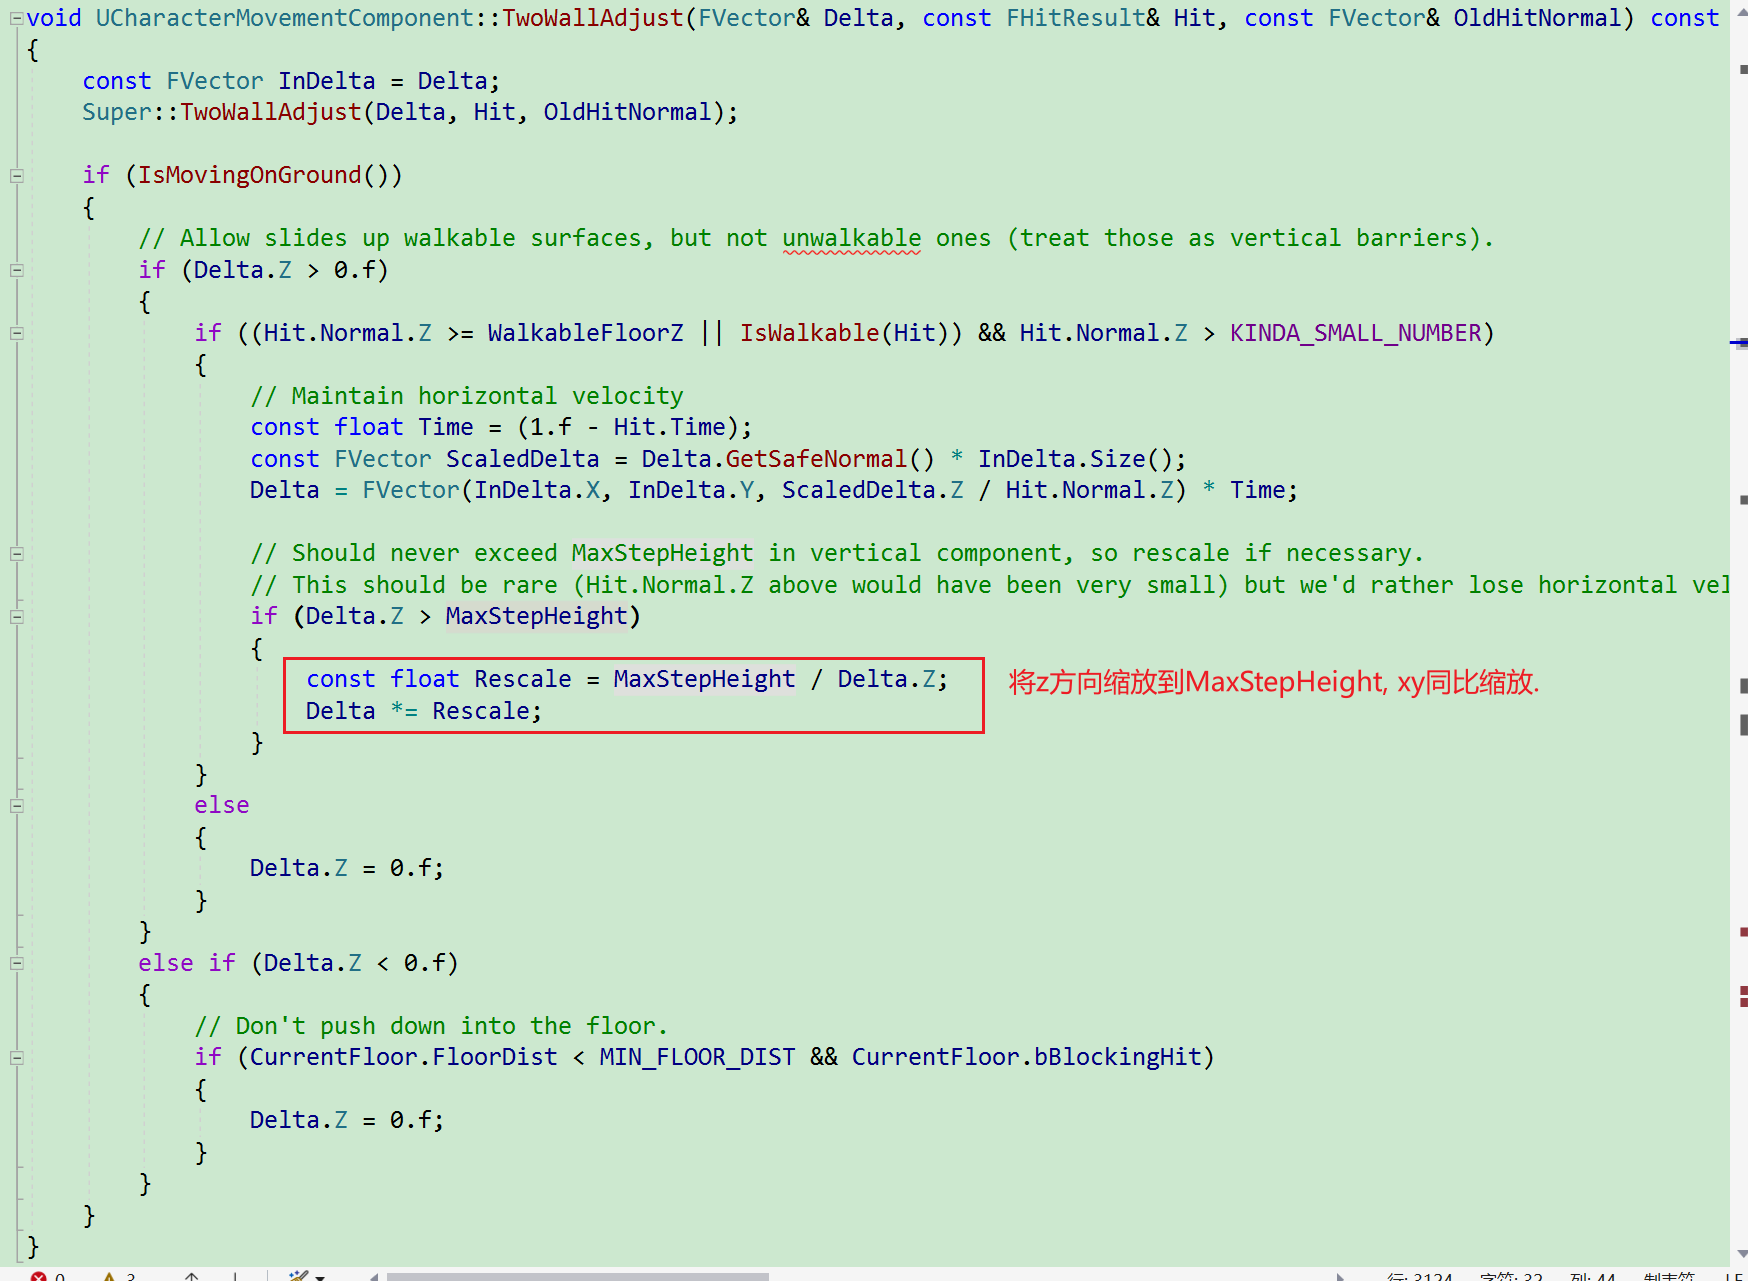 void UCharacterMovementComponent::TwoWallAdjust(FVector& Delta, const FHitResult& Hit, const FVector& OldHitNormal) const
{
    const FVector InDelta = Delta;
    Super::TwoWallAdjust(Delta, Hit, OldHitNormal);

    if (IsMovingOnGround())
    {
        // Allow slides up walkable surfaces, but not unwalkable ones (treat those as vertical barriers).
        if (Delta.Z > 0.f)
        {
            if ((Hit.Normal.Z >= WalkableFloorZ || IsWalkable(Hit)) && Hit.Normal.Z > KINDA_SMALL_NUMBER)
            {
                // Maintain horizontal velocity
                const float Time = (1.f - Hit.Time);
                const FVector ScaledDelta = Delta.GetSafeNormal() * InDelta.Size();
                Delta = FVector(InDelta.X, InDelta.Y, ScaledDelta.Z / Hit.Normal.Z) * Time;

                // Should never exceed MaxStepHeight in vertical component, so rescale if necessary.
                // This should be rare (Hit.Normal.Z above would have been very small) but we'd rather lose horizontal vel
                if (Delta.Z > MaxStepHeight)
                {
                    const float Rescale = MaxStepHeight / Delta.Z; 将z方向缩放到MaxStepHeight, xy同比缩放.
                    Delta *= Rescale;
                }
            }
            else
            {
                Delta.Z = 0.f;
            }
        }
        else if (Delta.Z < 0.f)
        {
            // Don't push down into the floor.
            if (CurrentFloor.FloorDist < MIN_FLOOR_DIST && CurrentFloor.bBlockingHit)
            {
                Delta.Z = 0.f;
            }
        }
    }
}
0 3 行: 3124 字符: 32 列: 44 制表符 LF